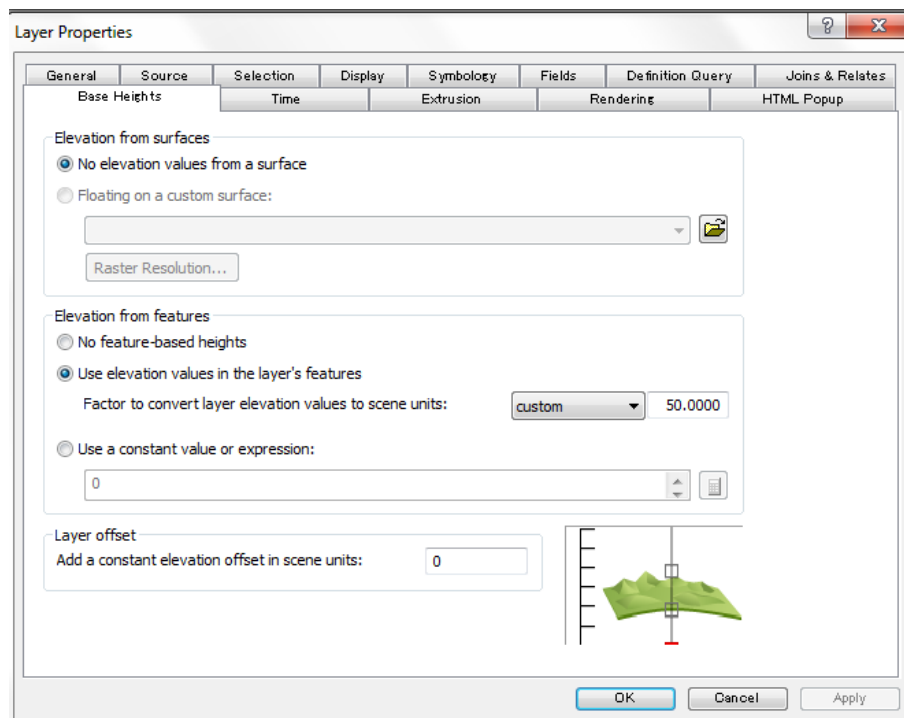 Layer Properties
General Source Selection Display Symbology Fields Definition Query Joins & Relates
Base Heights Time Extrusion Rendering HTML Popup
Elevation from surfaces
No elevation values from a surface
Floating on a custom surface:
Raster Resolution...
Elevation from features
No feature-based heights
Use elevation values in the layer's features
Factor to convert layer elevation values to scene units: custom 50.0000
Use a constant value or expression:
0
Layer offset
Add a constant elevation offset in scene units: 0
OK Cancel Apply